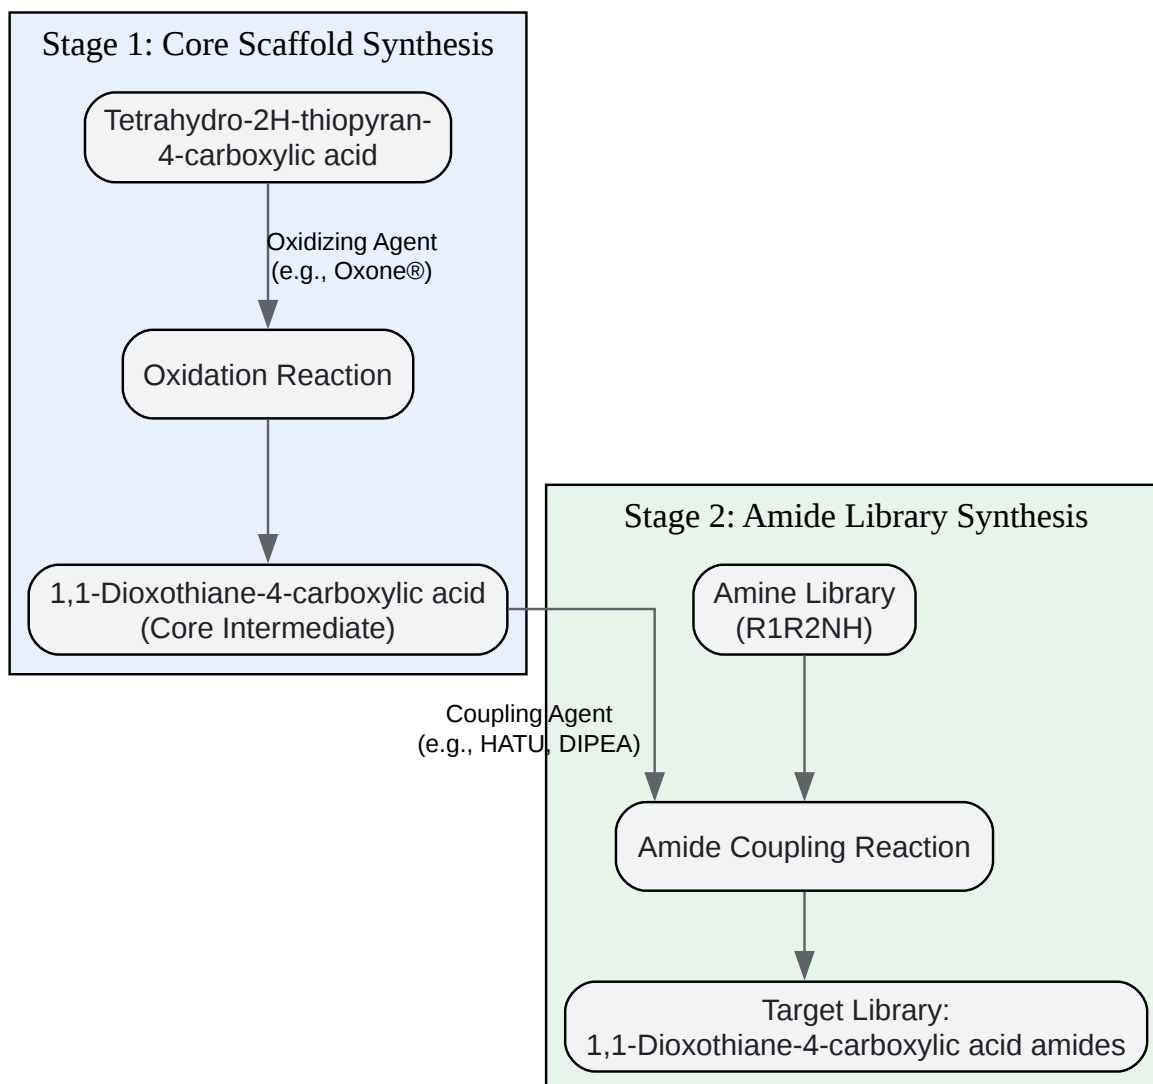 Stage 1: Core Scaffold Synthesis
Tetrahydro-2H-thiopyran-
4-carboxylic acid
Oxidizing Agent
(e.g., Oxone®)
Oxidation Reaction
1,1-Dioxothiane-4-carboxylic acid
(Core Intermediate)
Stage 2: Amide Library Synthesis
Amine Library
(R1R2NH)
Coupling Agent
(e.g., HATU, DIPEA)
Amide Coupling Reaction
Target Library:
1,1-Dioxothiane-4-carboxylic acid amides